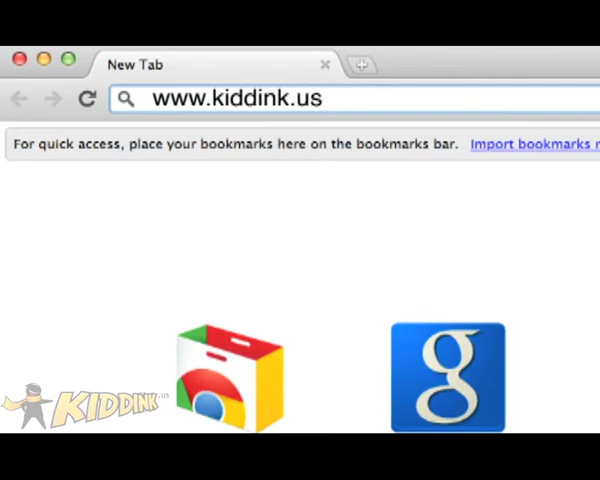 New Tab
www.kiddink.us
For quick access, place your bookmarks here on the bookmarks bar. Import bookmarks
g
KIDDINK.us